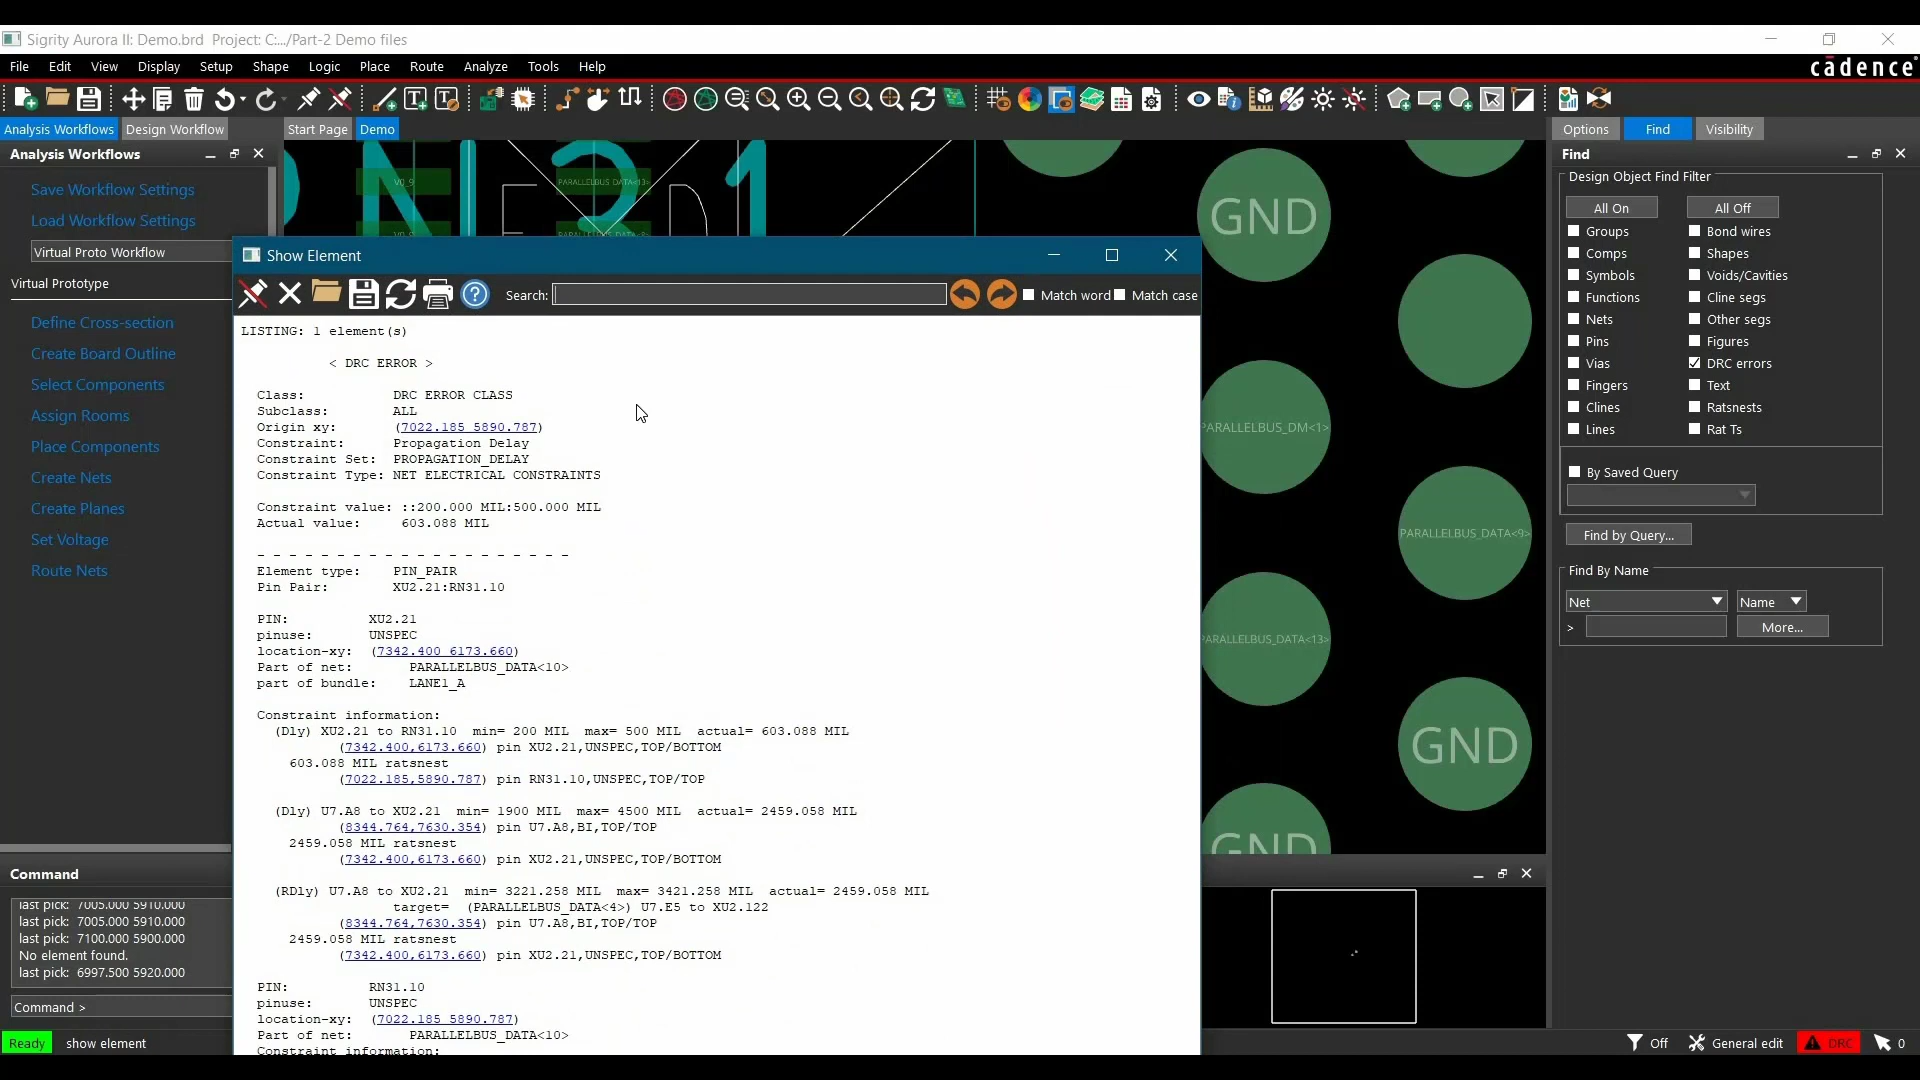 Sigrity Aurora II: Demo.brd  Project: C:.../Part-2 Demo files
File Edit View Display Setup Shape Logic Place Route Analyze Tools Help
cādence
Analysis Workflows Design Workflow Start Page Demo Options Find Visibility
Analysis Workflows
Save Workflow Settings
Load Workflow Settings
Virtual Proto Workflow
Virtual Prototype
Define Cross-section
Create Board Outline
Select Components
Assign Rooms
Place Components
Create Nets
Create Planes
Set Voltage
Route Nets
V0_9
PARALLELBUS_DATA<13>
Show Element
Search: Match word Match case
LISTING: 1 element(s)
< DRC ERROR >
Class: DRC ERROR CLASS
Subclass: ALL
Origin xy: (7022.185 5890.787)
Constraint: Propagation Delay
Constraint Set: PROPAGATION_DELAY
Constraint Type: NET ELECTRICAL CONSTRAINTS
Constraint value: ::200.000 MIL:500.000 MIL
Actual value: 603.088 MIL
- - - - - - - - - - - - - - - - - - - -
Element type: PIN_PAIR
Pin Pair: XU2.21:RN31.10
PIN: XU2.21
pinuse: UNSPEC
location-xy: (7342.400 6173.660)
Part of net: PARALLELBUS_DATA<10>
part of bundle: LANE1_A
Constraint information:
(Dly) XU2.21 to RN31.10 min= 200 MIL max= 500 MIL actual= 603.088 MIL
(7342.400,6173.660) pin XU2.21,UNSPEC,TOP/BOTTOM
603.088 MIL ratsnest
(7022.185,5890.787) pin RN31.10,UNSPEC,TOP/TOP
(Dly) U7.A8 to XU2.21 min= 1900 MIL max= 4500 MIL actual= 2459.058 MIL
(8344.764,7630.354) pin U7.A8,BI,TOP/TOP
2459.058 MIL ratsnest
(7342.400,6173.660) pin XU2.21,UNSPEC,TOP/BOTTOM
(RDly) U7.A8 to XU2.21 min= 3221.258 MIL max= 3421.258 MIL actual= 2459.058 MIL
target= (PARALLELBUS_DATA<4>) U7.E5 to XU2.122
(8344.764,7630.354) pin U7.A8,BI,TOP/TOP
2459.058 MIL ratsnest
(7342.400,6173.660) pin XU2.21,UNSPEC,TOP/BOTTOM
PIN: RN31.10
pinuse: UNSPEC
location-xy: (7022.185 5890.787)
Part of net: PARALLELBUS_DATA<10>
Constraint information:
GND
PARALLELBUS_DM<1>
PARALLELBUS_DATA<9>
PARALLELBUS_DATA<13>
GND
GND
Find
Design Object Find Filter
All On All Off
Groups Bond wires
Comps Shapes
Symbols Voids/Cavities
Functions Cline segs
Nets Other segs
Pins Figures
Vias DRC errors
Fingers Text
Clines Ratsnests
Lines Rat Ts
By Saved Query
Find by Query...
Find By Name
Net Name
> More...
Command
last pick: 7005.000 5910.000
last pick: 7005.000 5910.000
last pick: 7100.000 5900.000
No element found.
last pick: 6997.500 5920.000
Command >
Ready show element Off General edit DRC 0